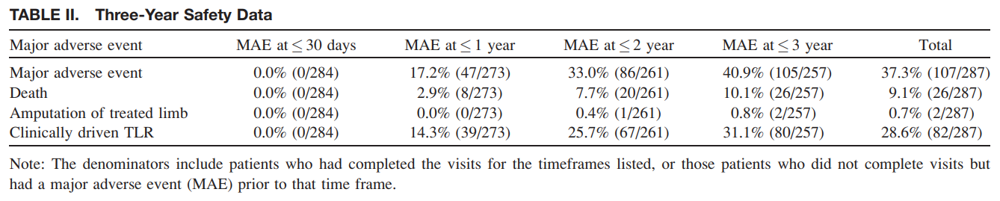 TABLE II. Three-Year Safety Data
Major adverse event MAE at ≤ 30 days MAE at ≤ 1 year MAE at ≤ 2 year MAE at ≤ 3 year Total
Major adverse event 0.0% (0/284) 17.2% (47/273) 33.0% (86/261) 40.9% (105/257) 37.3% (107/287)
Death 0.0% (0/284) 2.9% (8/273) 7.7% (20/261) 10.1% (26/257) 9.1% (26/287)
Amputation of treated limb 0.0% (0/284) 0.0% (0/273) 0.4% (1/261) 0.8% (2/257) 0.7% (2/287)
Clinically driven TLR 0.0% (0/284) 14.3% (39/273) 25.7% (67/261) 31.1% (80/257) 28.6% (82/287)
Note: The denominators include patients who had completed the visits for the timeframes listed, or those patients who did not complete visits but
had a major adverse event (MAE) prior to that time frame.